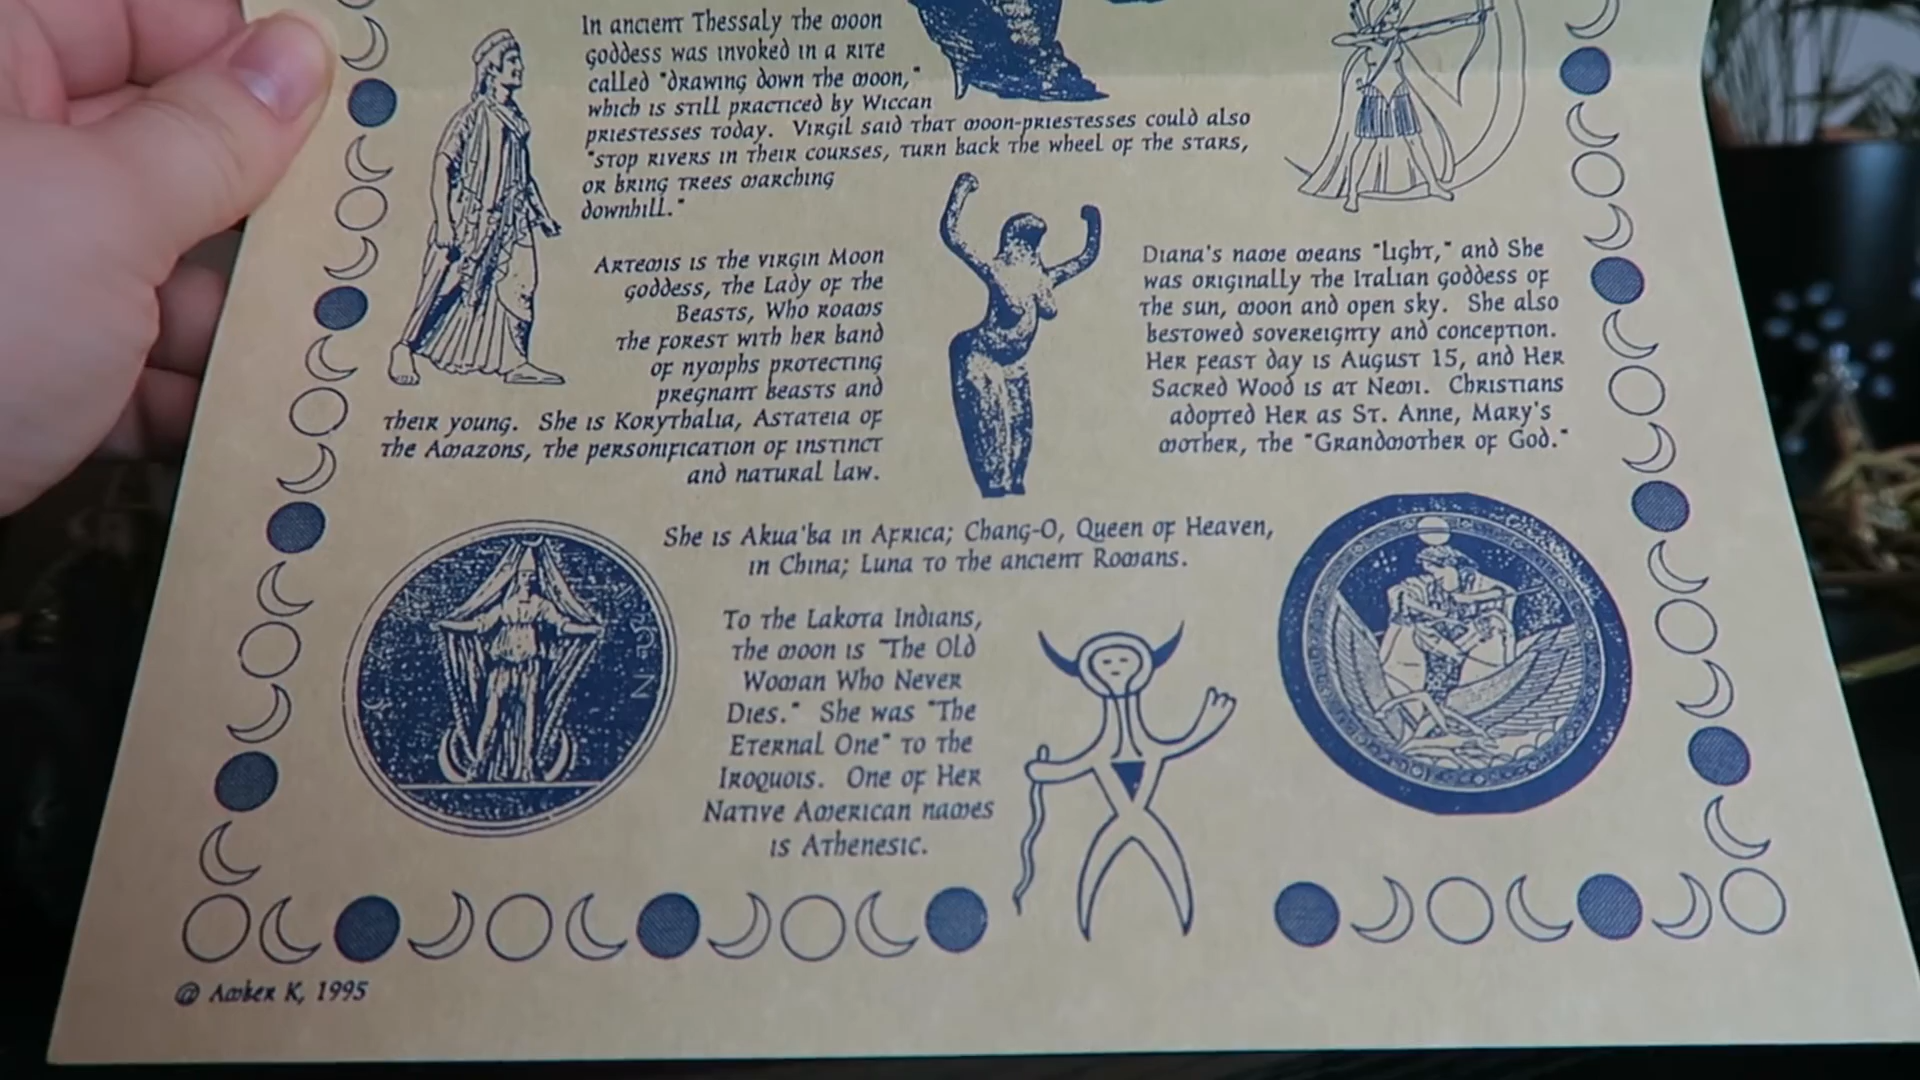 In ancient Thessaly the moon
goddess was invoked in a rite
called "drawing down the moon,"
which is still practiced by Wiccan
priestesses today. Virgil said that moon-priestesses could also
"stop rivers in their courses, turn back the wheel of the stars,
or bring trees marching
downhill."
Artemis is the virgin Moon
goddess, the Lady of the
Beasts, Who roams
the forest with her band
of nymphs protecting
pregnant beasts and
their young. She is Korythalia, Astateia of
the Amazons, the personification of instinct
and natural law.
Diana's name means "light," and She
was originally the Italian goddess of
the sun, moon and open sky. She also
bestowed sovereignty and conception.
Her feast day is August 15, and Her
Sacred Wood is at Nemi. Christians
adopted Her as St. Anne, Mary's
mother, the "Grandmother of God."
She is Akua'ba in Africa; Chang-O, Queen of Heaven,
in China; Luna to the ancient Romans.
To the Lakota Indians,
the moon is "The Old
Woman Who Never
Dies." She was "The
Eternal One" to the
Iroquois. One of Her
Native American names
is Athenesic.
@ Amber K, 1995